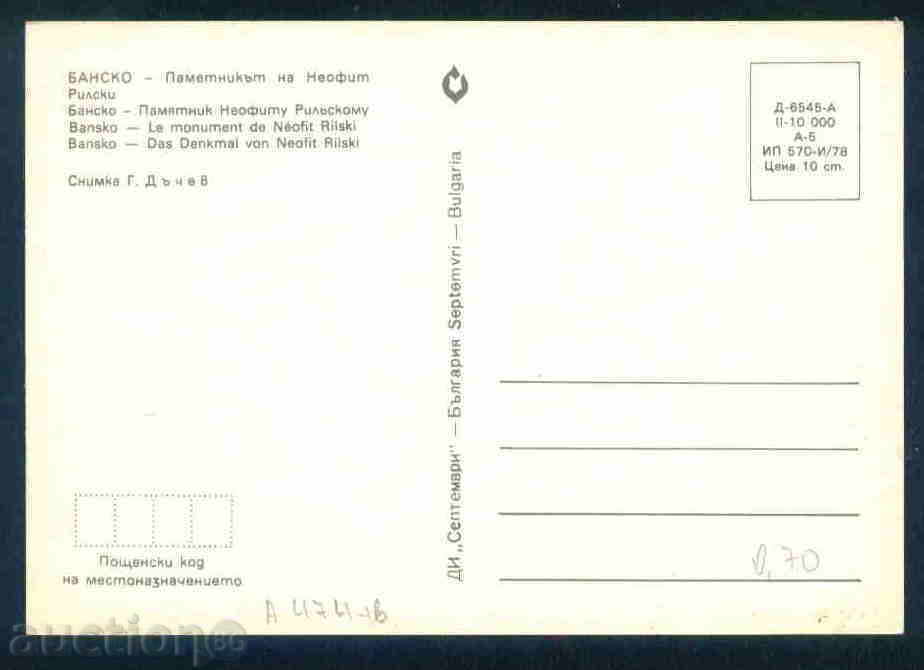 БАНСКО – Паметникът на Неофит
Рилски
Банско – Памятник Неофиту Рильскому
Bansko — Le monument de Néofit Rilski
Bansko — Das Denkmal von Neofit Rilski
Снимка Г. Дъчев
ДИ „Септември" — България Septemvri — Bulgaria
Д-6545-А
II-10 000
А-5
ИП 570-И/78
Цена 10 ст.
Пощенски код
на местоназначението
0,70
auction.BG